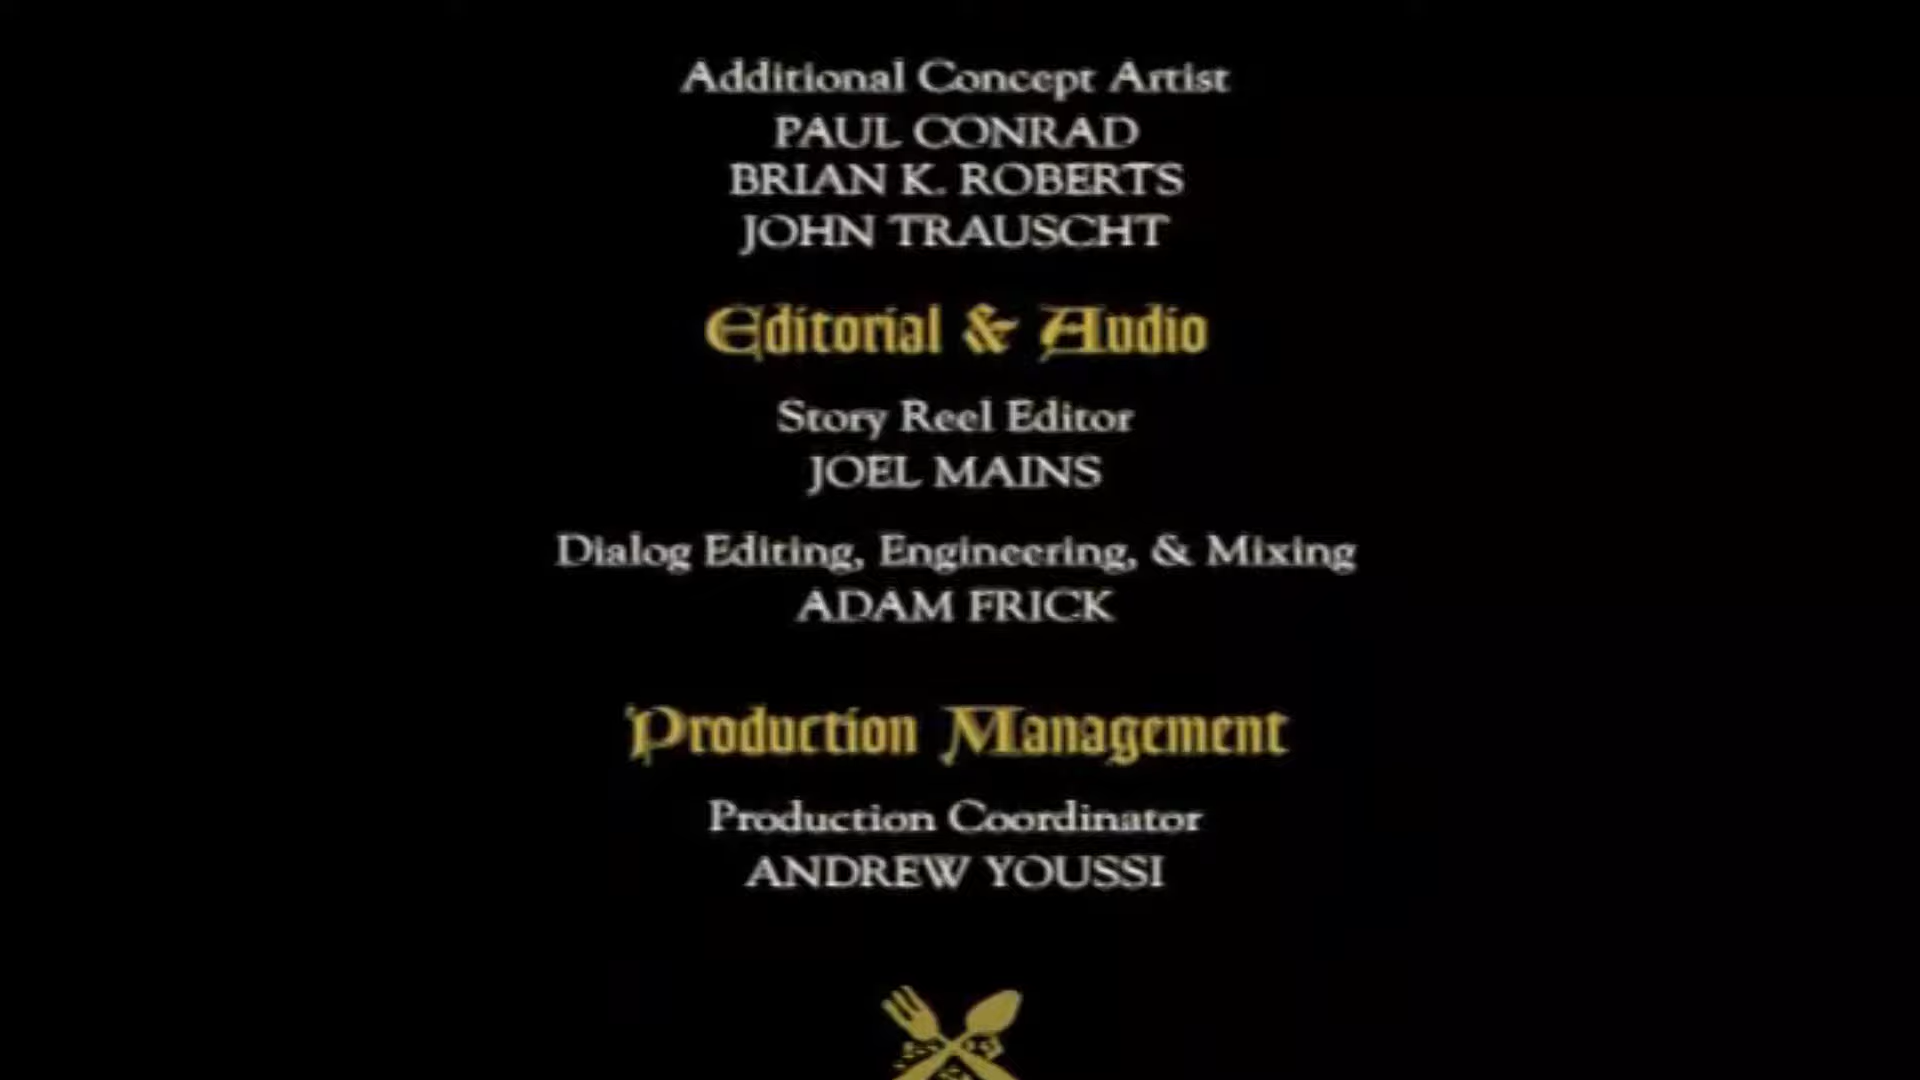 Additional Concept Artist
PAUL CONRAD
BRIAN K. ROBERTS
JOHN TRAUSCHT
Editorial & Audio
Story Reel Editor
JOEL MAINS
Dialog Editing, Engineering, & Mixing
ADAM FRICK
Production Management
Production Coordinator
ANDREW YOUSSI